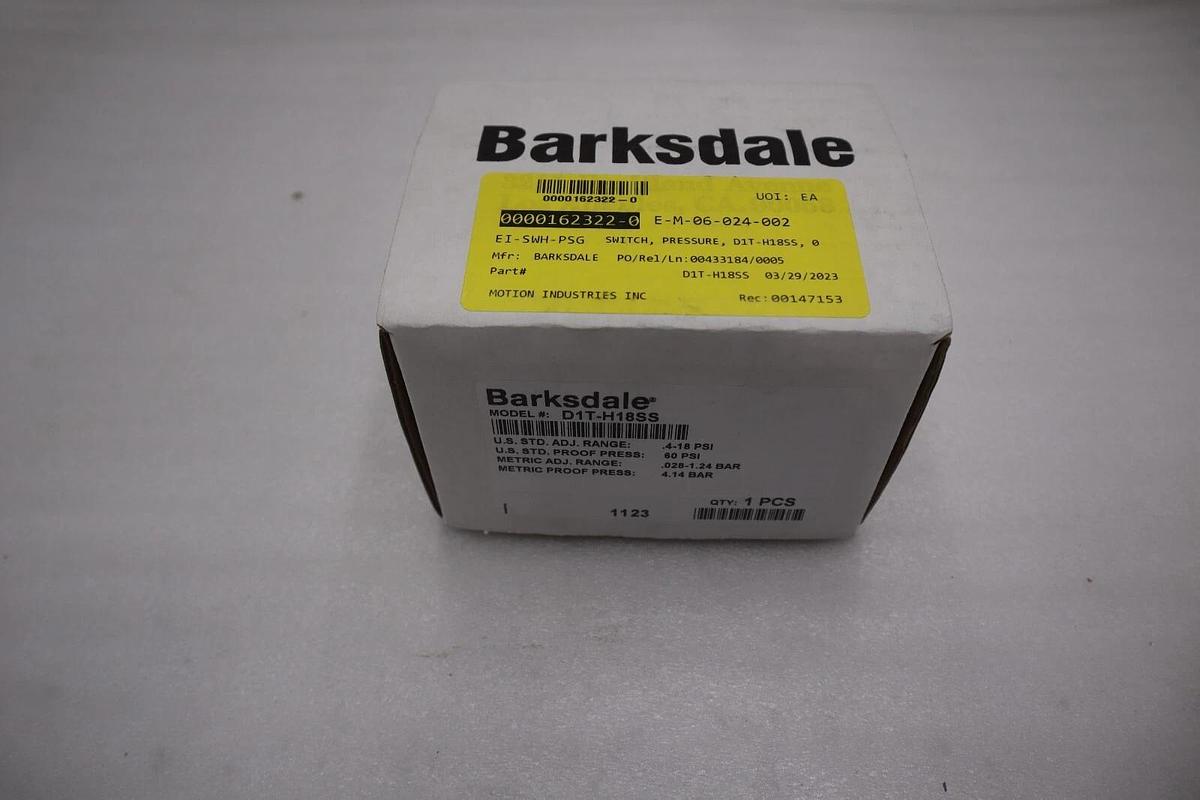 Barksdale
0000162322-0
UOI: EA
0000162322-0 E-M-06-024-002
EI-SWH-PSG SWITCH, PRESSURE, D1T-H18SS, 0
Mfr: BARKSDALE PO/Rel/Ln:00433184/0005
Part# D1T-H18SS 03/29/2023
MOTION INDUSTRIES INC Rec:00147153
Barksdale®
MODEL #: D1T-H18SS
U.S. STD. ADJ. RANGE: .4-18 PSI
U.S. STD. PROOF PRESS: 60 PSI
METRIC ADJ. RANGE: .028-1.24 BAR
METRIC PROOF PRESS: 4.14 BAR
QTY: 1 PCS
I 1123